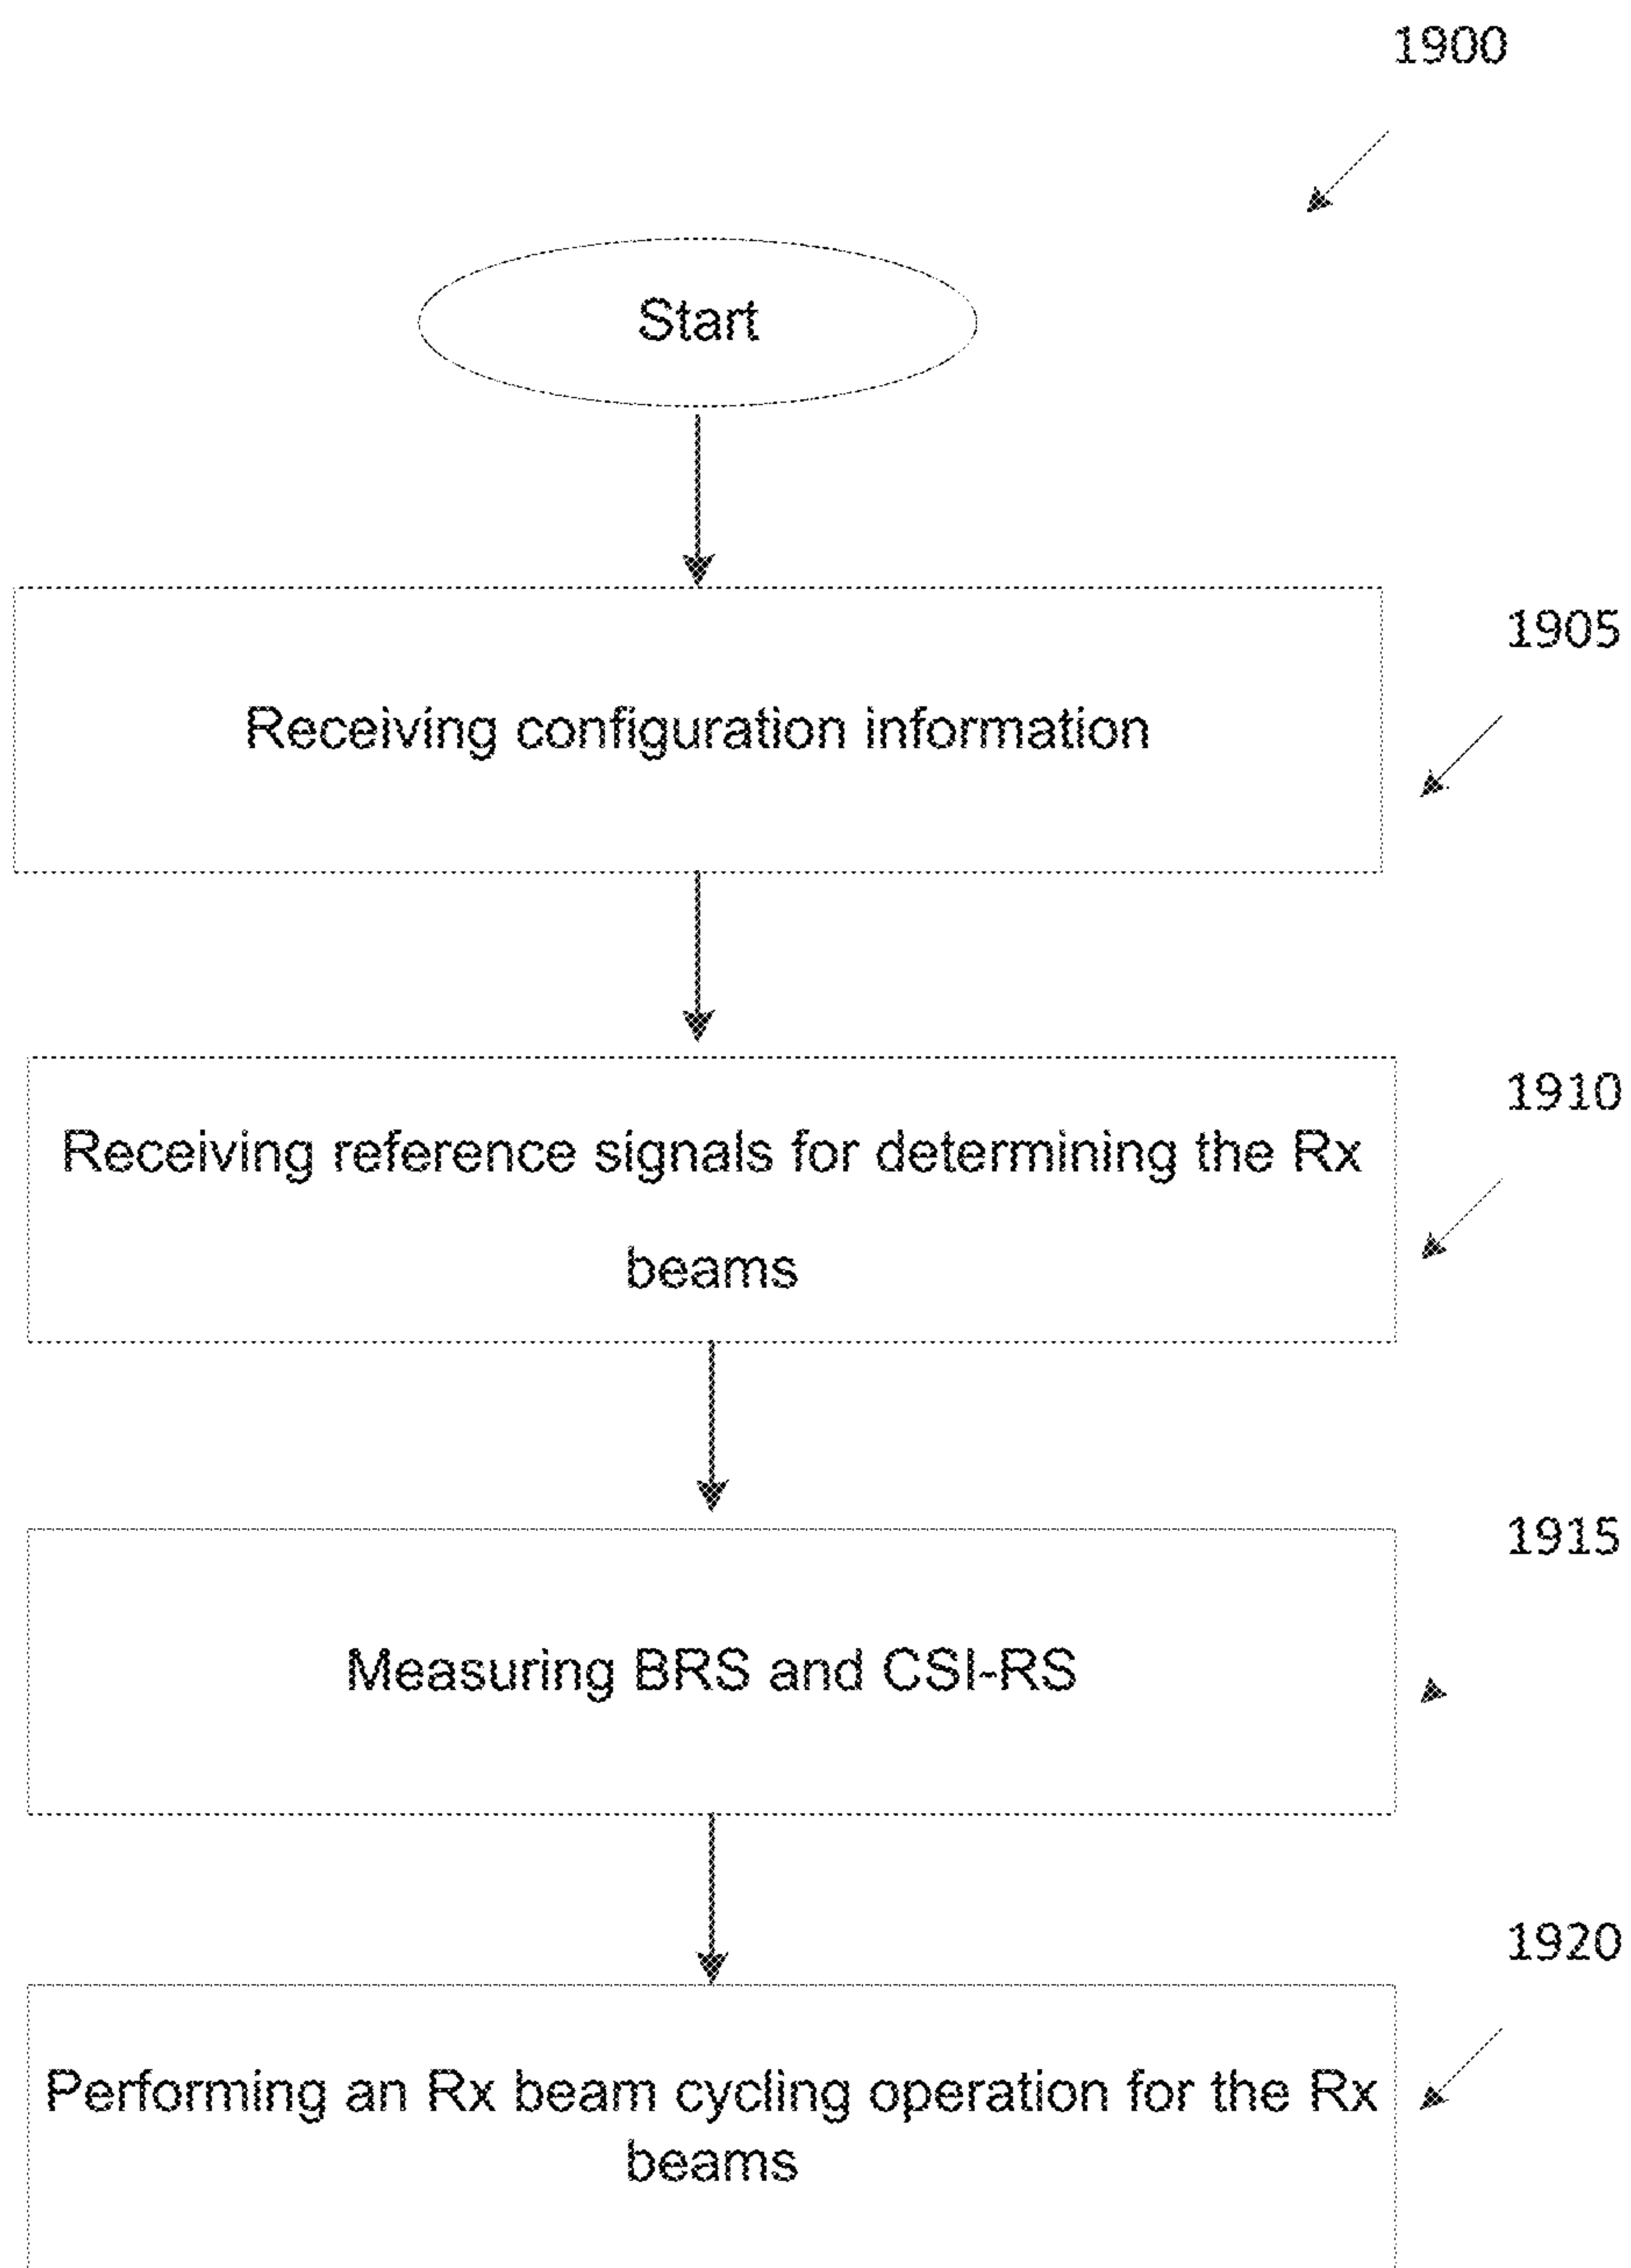 1900
Start
1905
Receiving configuration information
1910
Receiving reference signals for determining the Rx
beams
1915
Measuring BRS and CSI-RS
1920
Performing an Rx beam cycling operation for the Rx
beams